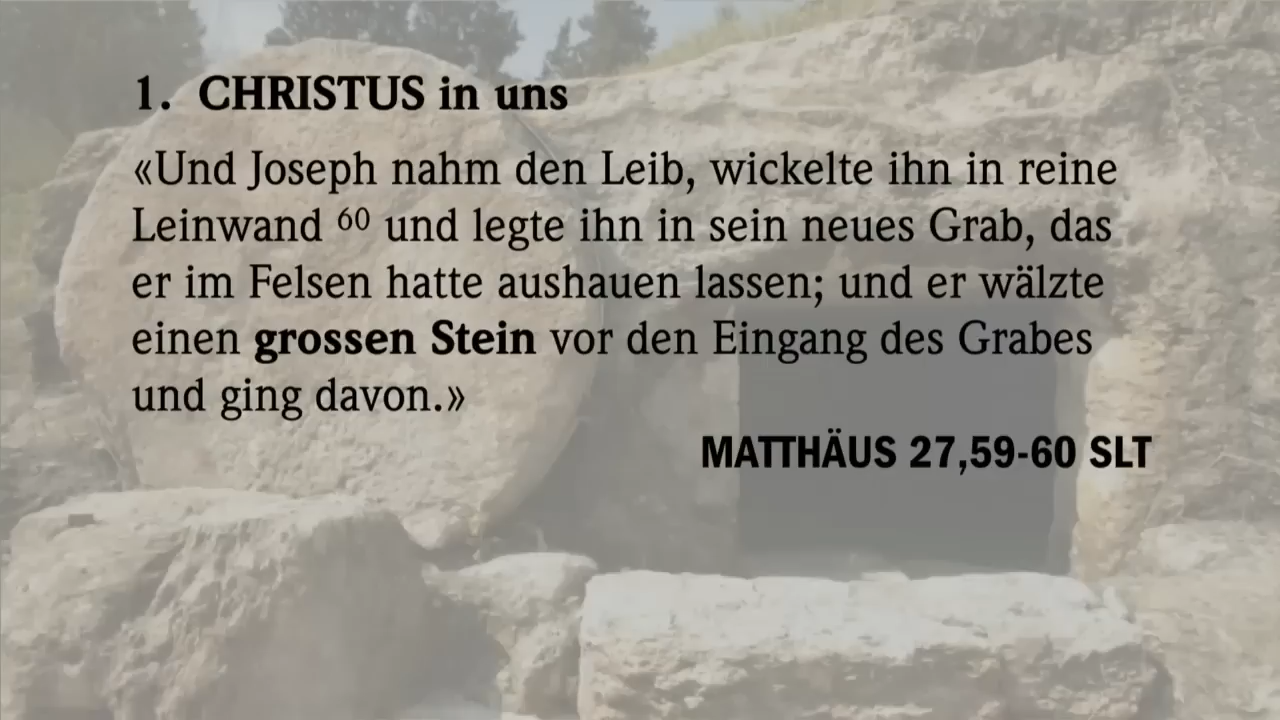 1. CHRISTUS in uns
«Und Joseph nahm den Leib, wickelte ihn in reine
Leinwand ⁶⁰ und legte ihn in sein neues Grab, das
er im Felsen hatte aushauen lassen; und er wälzte
einen grossen Stein vor den Eingang des Grabes
und ging davon.»
MATTHÄUS 27,59-60 SLT